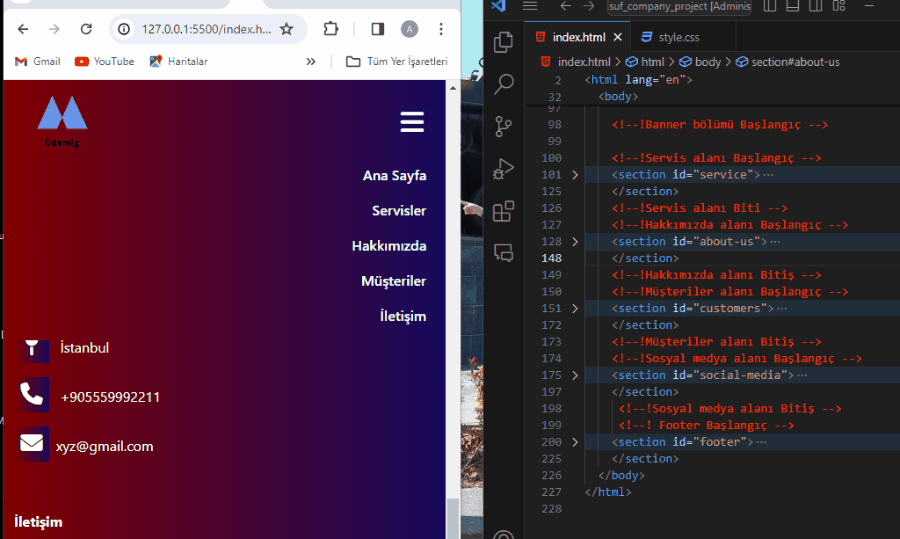 127.0.0.1:5500/index.h...
A
Gmail
YouTube
Haritalar
»
Tüm Yer İşaretleri
Udemig
Ana Sayfa
Servisler
Hakkımızda
Müşteriler
İletişim
İstanbul
+905559992211
xyz@gmail.com
İletişim
suf_company_project [Adminis
index.html
style.css
index.html > html > body > section#about-us
2 <html lang="en">
32 <body>
97
98 <!--!Banner bölümü Başlangıç -->
99
100 <!--!Servis alanı Başlangıç -->
101 <section id="service">...
125 </section>
126 <!--!Servis alanı Biti -->
127 <!--!Hakkımızda alanı Başlangıç -->
128 <section id="about-us">...
148 </section>
149 <!--!Hakkımızda alanı Bitiş -->
150 <!--!Müşteriler alanı Başlangıç -->
151 <section id="customers">...
172 </section>
173 <!--!Müşteriler alanı Bitiş -->
174 <!--!Sosyal medya alanı Başlangıç -->
175 <section id="social-media">...
197 </section>
198 <!--!Sosyal medya alanı Bitiş -->
199 <!--! Footer Başlangıç -->
200 <section id="footer">...
225 </section>
226 </body>
227 </html>
228